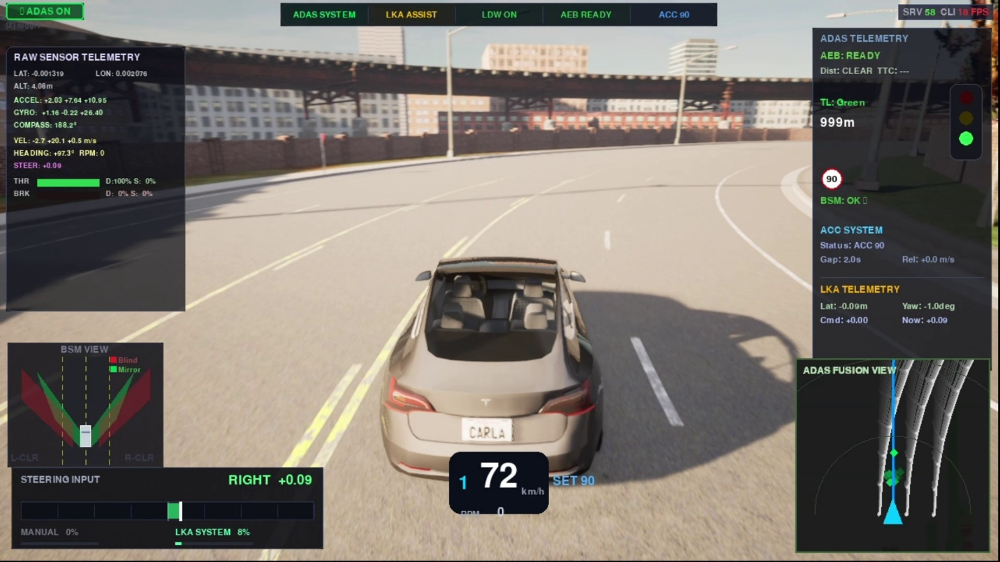 ADAS ON
ADAS SYSTEM LKA ASSIST LDW ON AEB READY ACC 90
SRV 58 CLI 18 FPS
RAW SENSOR TELEMETRY
LAT: -0.001319 LON: 0.002076
ALT: 4.08m
ACCEL: +2.03 +7.64 +10.95
GYRO: +1.16 -0.22 +26.40
COMPASS: 188.2°
VEL: -2.7 +20.1 +0.5 m/s
HEADING: +97.3° RPM: 0
STEER: +0.09
THR D:100% S: 0%
BRK D: 0% S: 0%
ADAS TELEMETRY
AEB: READY
Dist: CLEAR TTC: ---
TL: Green
999m
90
BSM: OK
ACC SYSTEM
Status: ACC 90
Gap: 2.0s Rel: +0.0 m/s
LKA TELEMETRY
Lat: -0.09m Yaw: -1.0deg
Cmd: +0.00 Now: +0.09
BSM VIEW
Blind
Mirror
L-CLR R-CLR
ADAS FUSION VIEW
CARLA
STEERING INPUT RIGHT +0.09
MANUAL 0% LKA SYSTEM 8%
1 72 km/h SET 90
RPM 0